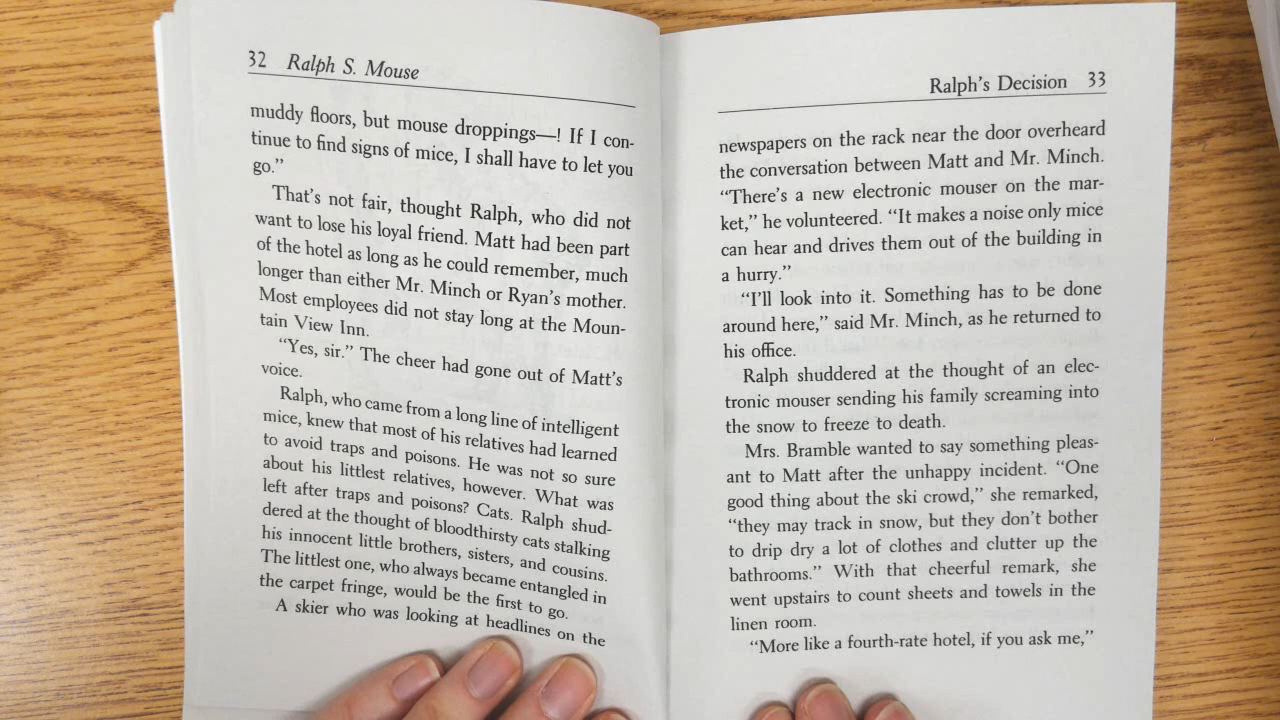 32 Ralph S. Mouse
muddy floors, but mouse droppings—! If I con-
tinue to find signs of mice, I shall have to let you
go.”
That’s not fair, thought Ralph, who did not
want to lose his loyal friend. Matt had been part
of the hotel as long as he could remember, much
longer than either Mr. Minch or Ryan’s mother.
Most employees did not stay long at the Moun-
tain View Inn.
“Yes, sir.” The cheer had gone out of Matt’s
voice.
Ralph, who came from a long line of intelligent
mice, knew that most of his relatives had learned
to avoid traps and poisons. He was not so sure
about his littlest relatives, however. What was
left after traps and poisons? Cats. Ralph shud-
dered at the thought of bloodthirsty cats stalking
his innocent little brothers, sisters, and cousins.
The littlest one, who always became entangled in
the carpet fringe, would be the first to go.
A skier who was looking at headlines on the
Ralph’s Decision 33
newspapers on the rack near the door overheard
the conversation between Matt and Mr. Minch.
“There’s a new electronic mouser on the mar-
ket,” he volunteered. “It makes a noise only mice
can hear and drives them out of the building in
a hurry.”
“I’ll look into it. Something has to be done
around here,” said Mr. Minch, as he returned to
his office.
Ralph shuddered at the thought of an elec-
tronic mouser sending his family screaming into
the snow to freeze to death.
Mrs. Bramble wanted to say something pleas-
ant to Matt after the unhappy incident. “One
good thing about the ski crowd,” she remarked,
“they may track in snow, but they don’t bother
to drip dry a lot of clothes and clutter up the
bathrooms.” With that cheerful remark, she
went upstairs to count sheets and towels in the
linen room.
“More like a fourth-rate hotel, if you ask me,”